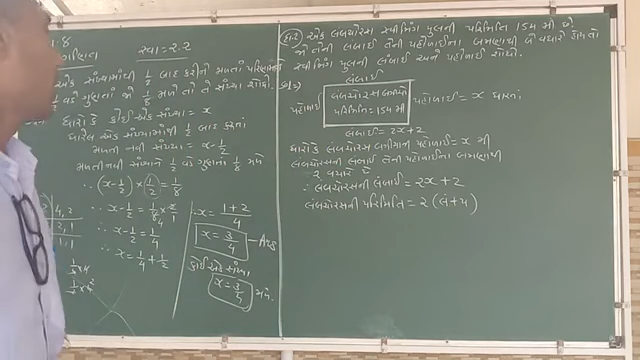 સ્વા=૨.૨
એક સંખ્યામાંથી 1/2 બાદ કરીને મળતાં પરિણામને
1/2 વડે ગુણતાં જો 1/8 મળે તો તે સંખ્યા શોધો.
ધારો કે કોઈ એક સંખ્યા = x
ધારેલ એક સંખ્યામાંથી 1/2 બાદ કરતાં
મળતી નવી સંખ્યા = x - 1/2
મળતી નવી સંખ્યાને 1/2 વડે ગુણતાં 1/8 મળે
∴ (x - 1/2) × 1/2 = 1/8
∴ x - 1/2 = 1/8 × 2/1
∴ x - 1/2 = 1/4
∴ x = 1/4 + 1/2
∴ x = 1+2/4
x = 3/4 — Ans
કોઈ એક સંખ્યા
x = 3/4 મળે.
દા.2 એક લંબચોરસ સ્વીમિંગ પુલની પરિમિતિ 154 મી છે
જો તેની લંબાઈ તેની પહોળાઈના બમણાથી બે વધારે હોય તો
સ્વીમિંગ પુલની લંબાઈ અને પહોળાઈ શોધો.
લંબાઈ
પહોળાઈ
લંબચોરસ
પરિમિતિ = 154 મી
પહોળાઈ = x ધારતાં
લંબાઈ = 2x + 2
ધારો કે લંબચોરસ પહોળાઈ = x મી
લંબચોરસની લંબાઈ તેની પહોળાઈના બમણાથી
2 વધારે છે
∴ લંબચોરસની લંબાઈ = 2x + 2
લંબચોરસની પરિમિતિ = 2 (લં + પ)